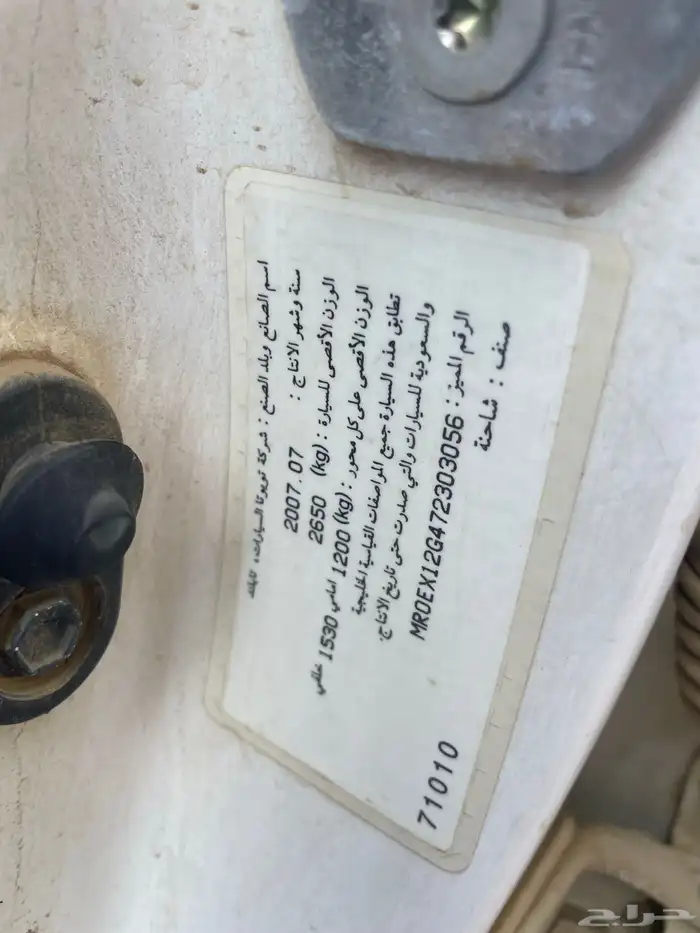 اسم الصانع وبلد الصنع : شركة تويوتا للسيارات ، تايلند
سنة وشهر الانتاج : 2007.07
الوزن الأقصى للسيارة : (kg) 2650
الوزن الأقصى على كل محور : (kg) 1200 امامي 1530 خلفي
تطابق هذه السيارة جميع المواصفات القياسية الخليجية
والسعودية للسيارات والتي صدرت حتى تاريخ الانتاج.
الرقم المميز : MR0EX12G472303056
صنف : شاحنة
71010
حراج